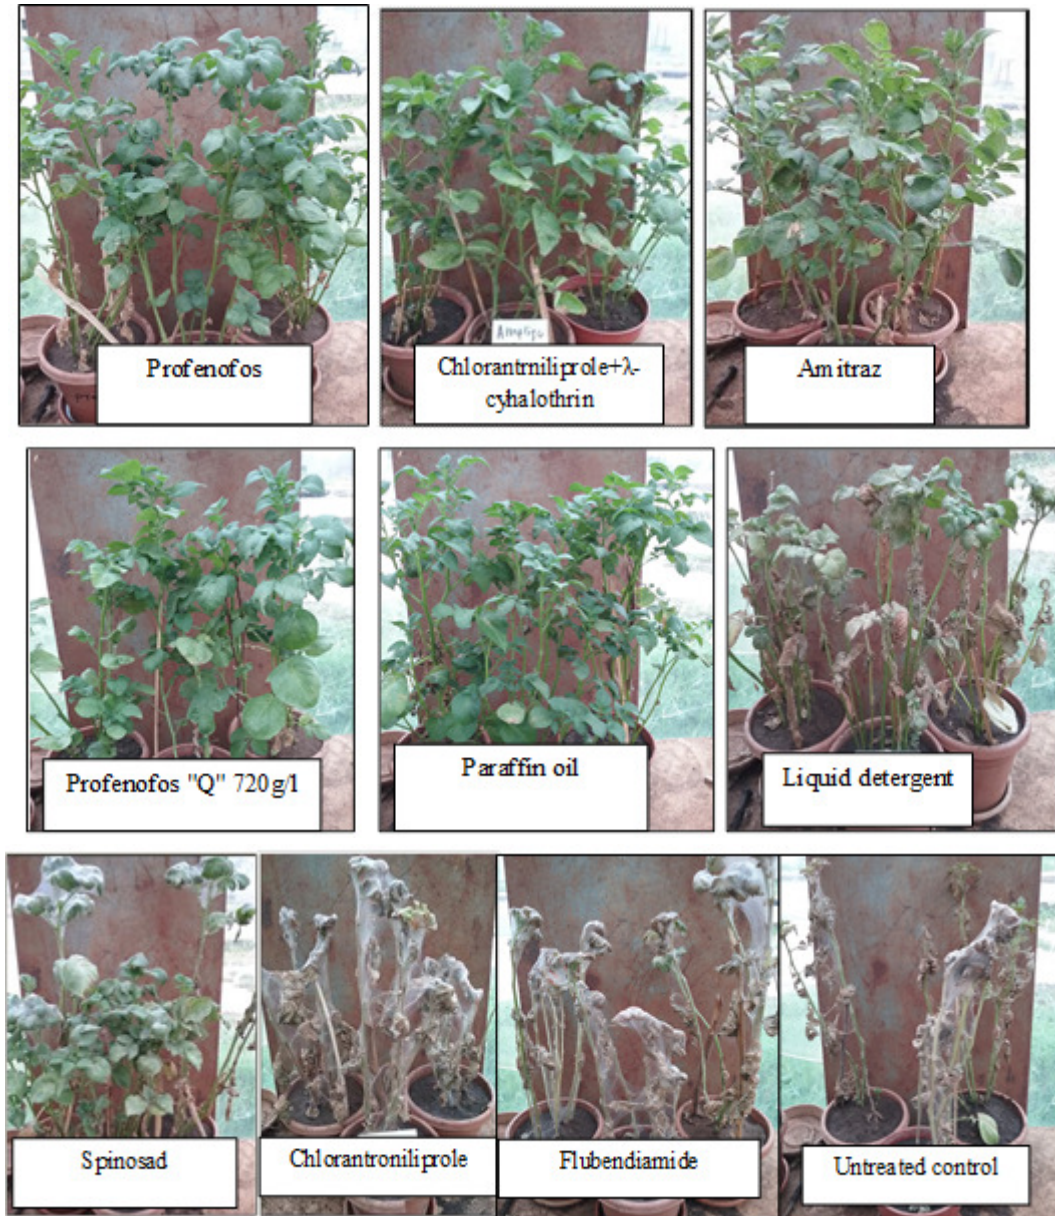 Profenofos
Chlorantrniliprole+λ-
cyhalothrin
Amitraz
Profenofos "Q" 720g/l
Paraffin oil
Liquid detergent
Spinosad
Chlorantroniliprole
Flubendiamide
Untreated control